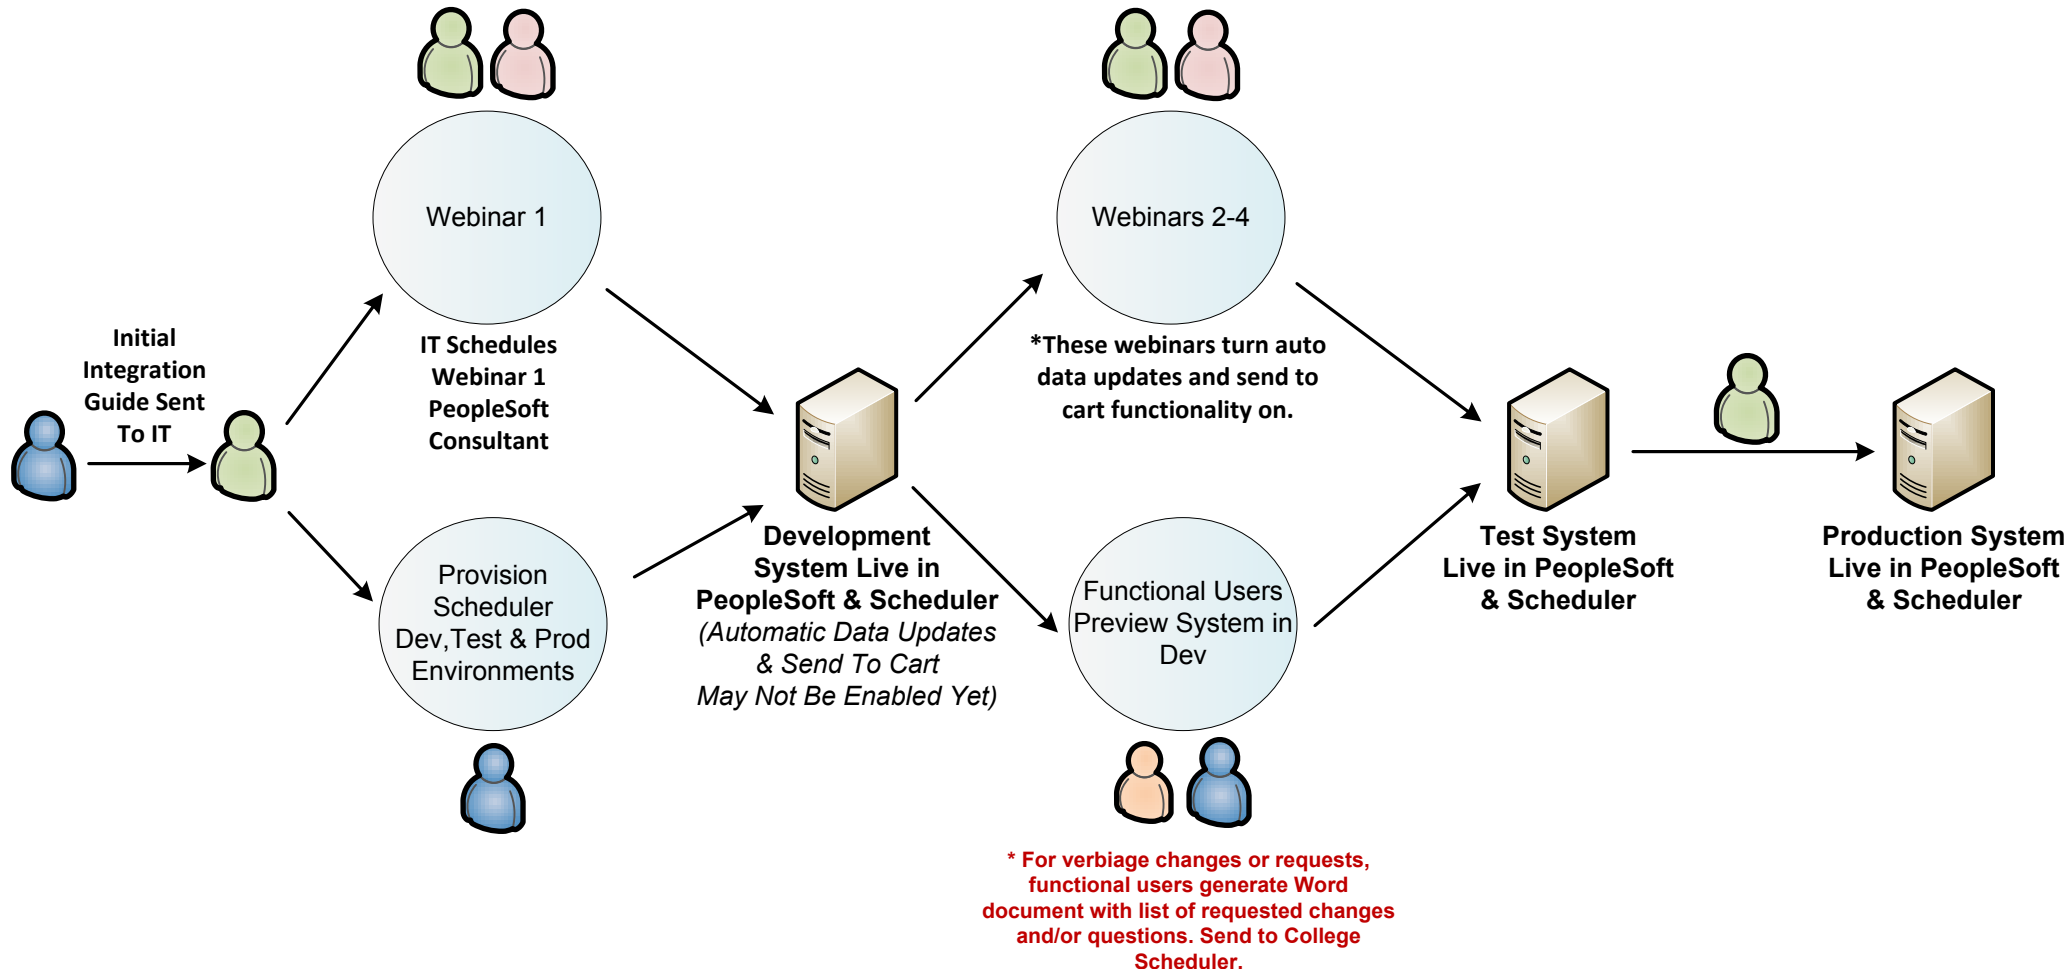 Initial
Integration
Guide Sent
To IT
Webinar 1
IT Schedules
Webinar 1
PeopleSoft
Consultant
Provision
Scheduler
Dev,Test & Prod
Environments
Development
System Live in
PeopleSoft & Scheduler
(Automatic Data Updates
& Send To Cart
May Not Be Enabled Yet)
Webinars 2-4
*These webinars turn auto
data updates and send to
cart functionality on.
Functional Users
Preview System in
Dev
* For verbiage changes or requests,
functional users generate Word
document with list of requested changes
and/or questions. Send to College
Scheduler.
Test System
Live in PeopleSoft
& Scheduler
Production System
Live in PeopleSoft
& Scheduler